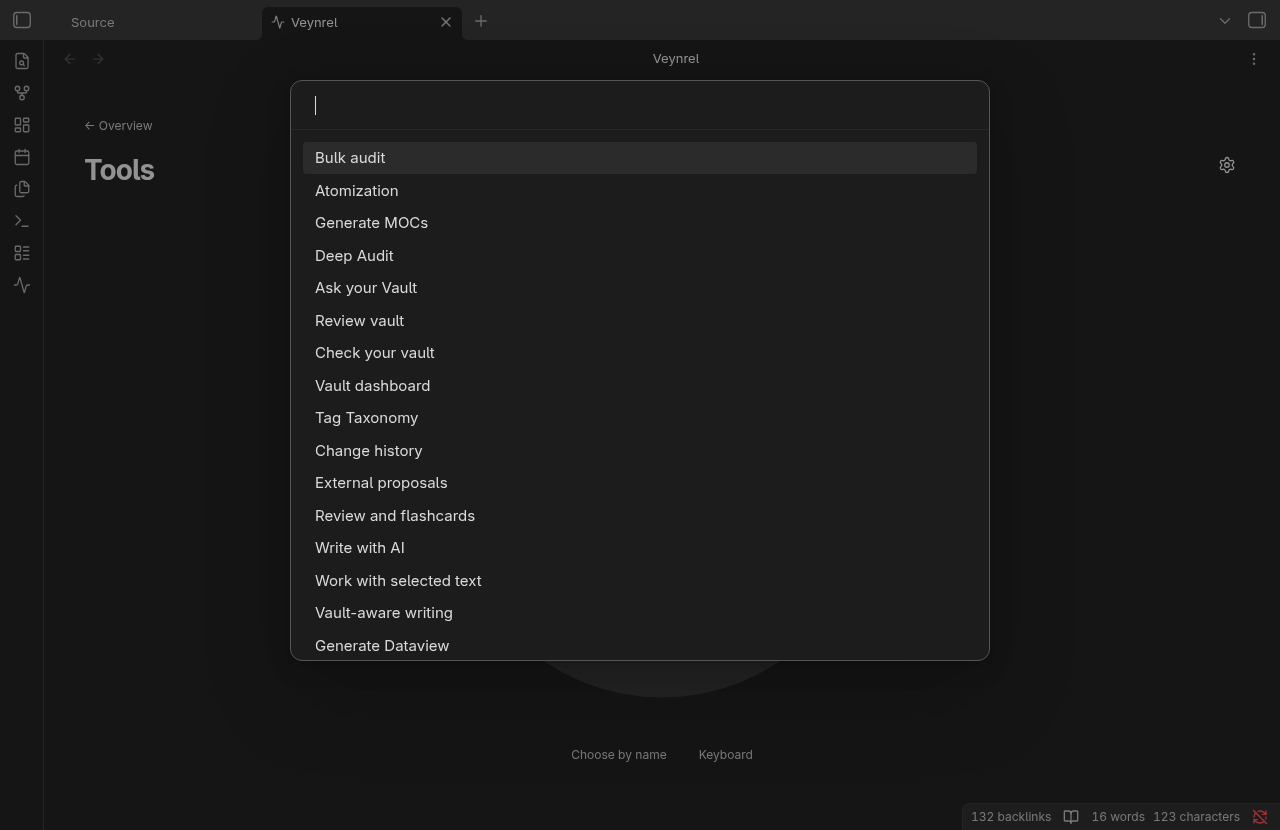 Source
Veynrel
Veynrel
← Overview
Tools
Bulk audit
Atomization
Generate MOCs
Deep Audit
Ask your Vault
Review vault
Check your vault
Vault dashboard
Tag Taxonomy
Change history
External proposals
Review and flashcards
Write with AI
Work with selected text
Vault-aware writing
Generate Dataview
Choose by name Keyboard
132 backlinks 16 words 123 characters